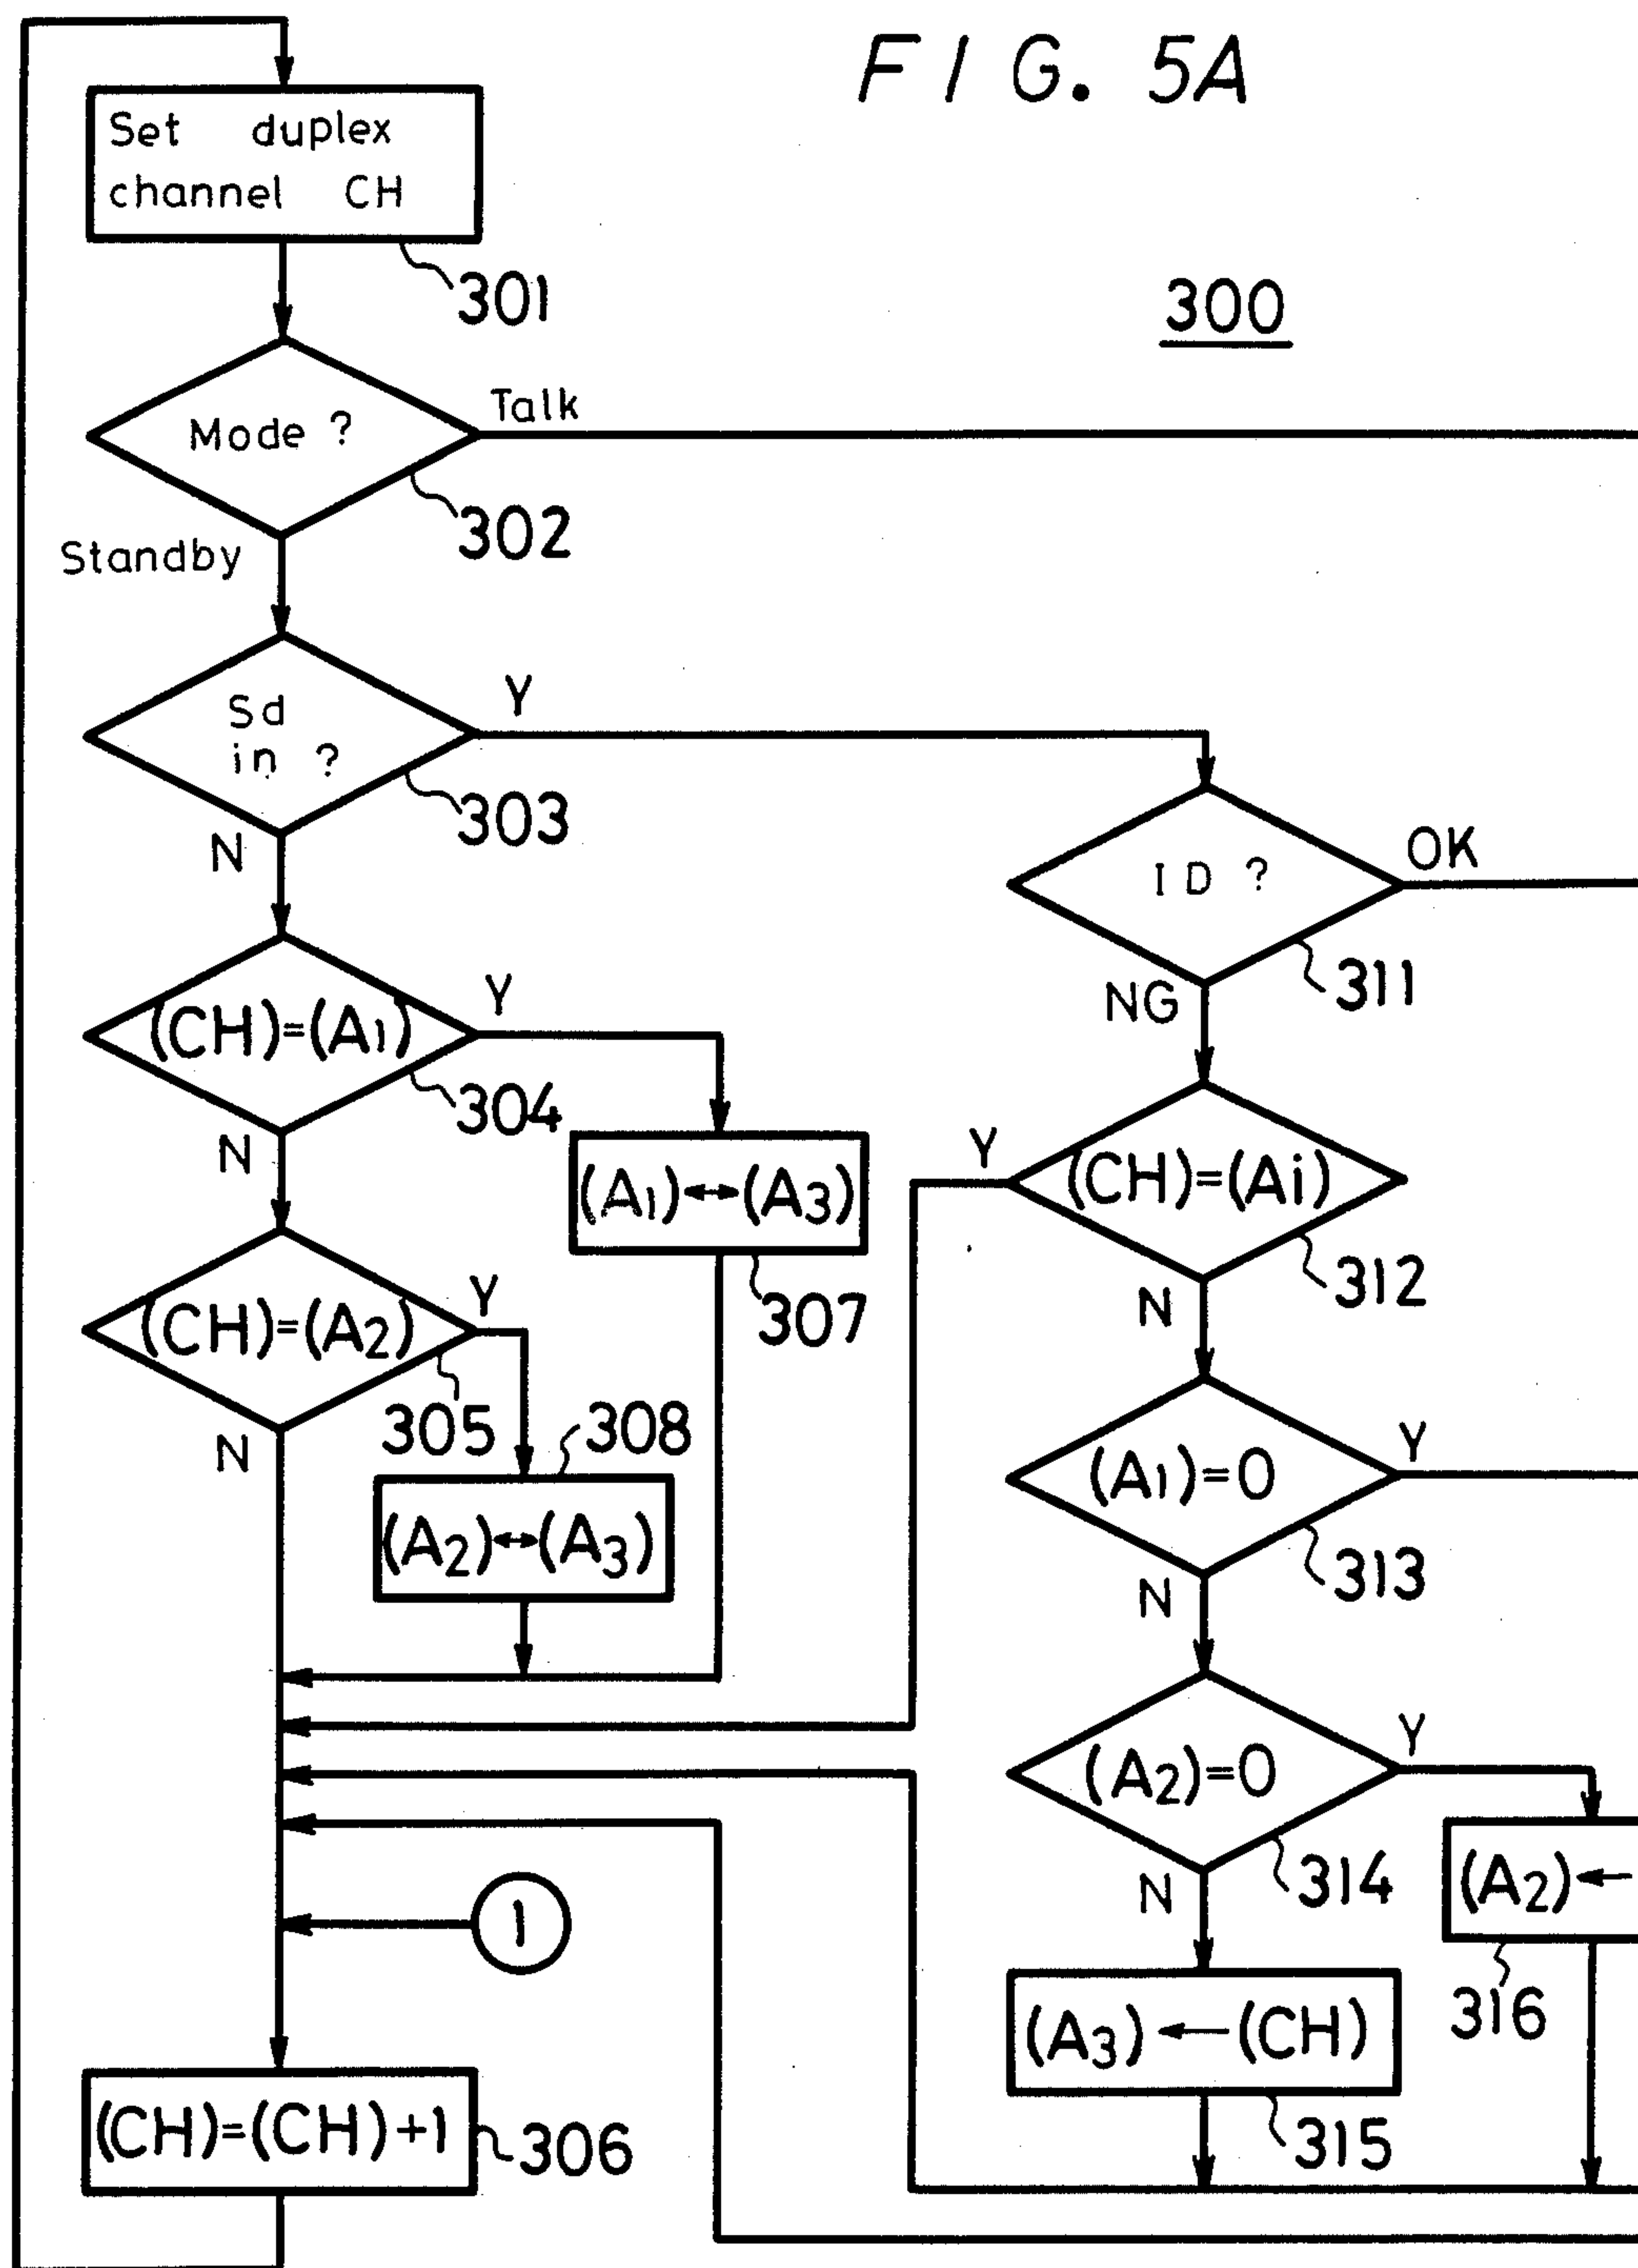 FIG. 5A
Set duplex
channel CH
301
300
Mode ?
Talk
302
Standby
Sd
in ?
Y
303
N
ID ?
OK
311
NG
(CH)=(A1)
Y
304
N
(A1)↔(A3)
307
(CH)=(Ai)
Y
312
N
(CH)=(A2)
Y
305
N
308
(A2)↔(A3)
(A1)=0
Y
313
N
(A2)=0
Y
314
N
(A2)←
316
1
(A3)←(CH)
315
(CH)=(CH)+1
306